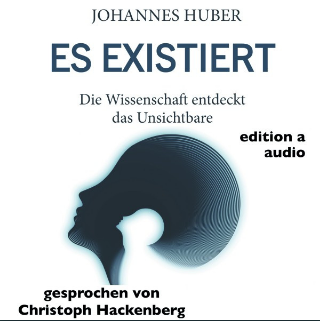 JOHANNES HUBER
ES EXISTIERT
Die Wissenschaft entdeckt
das Unsichtbare
edition a
audio
gesprochen von
Christoph Hackenberg